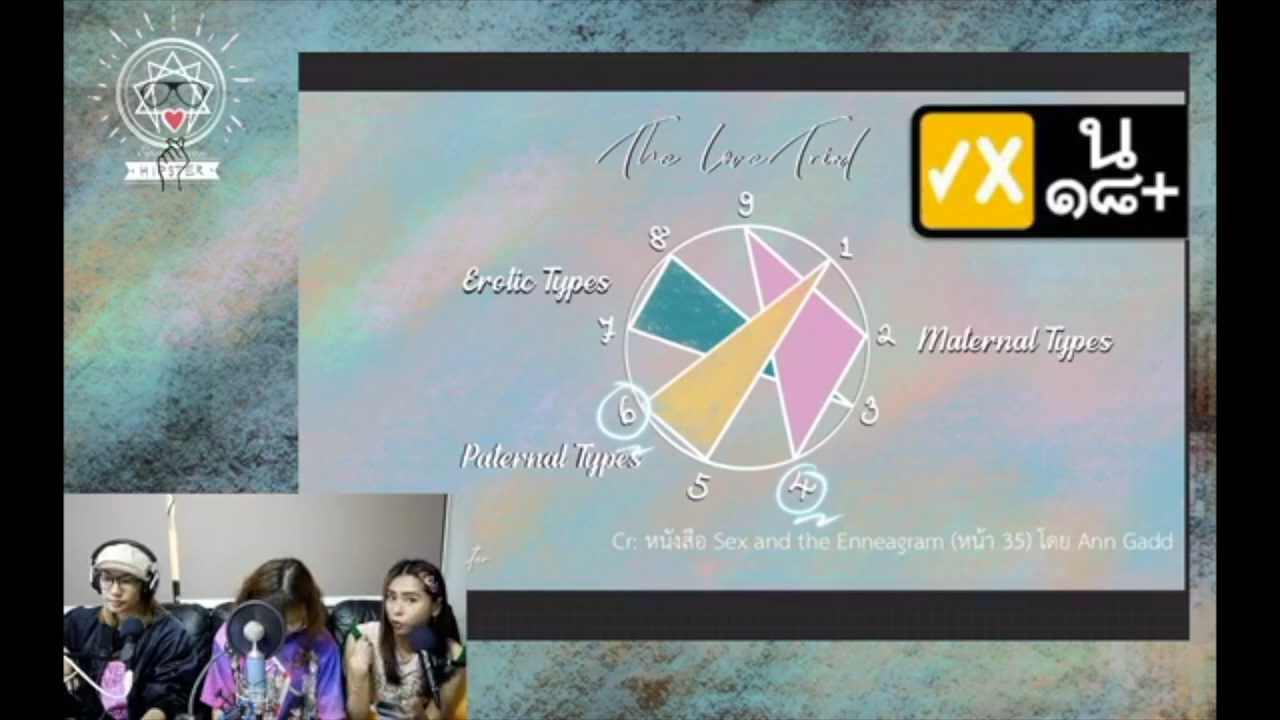 HIPSTER
The Love Triad
√X
น
๑๘+
9
8
1
Erotic Types
7
2
Maternal Types
6
3
Paternal Types
5
4
Cr: หนังสือ Sex and the Enneagram (หน้า 35) โดย Ann Gadd